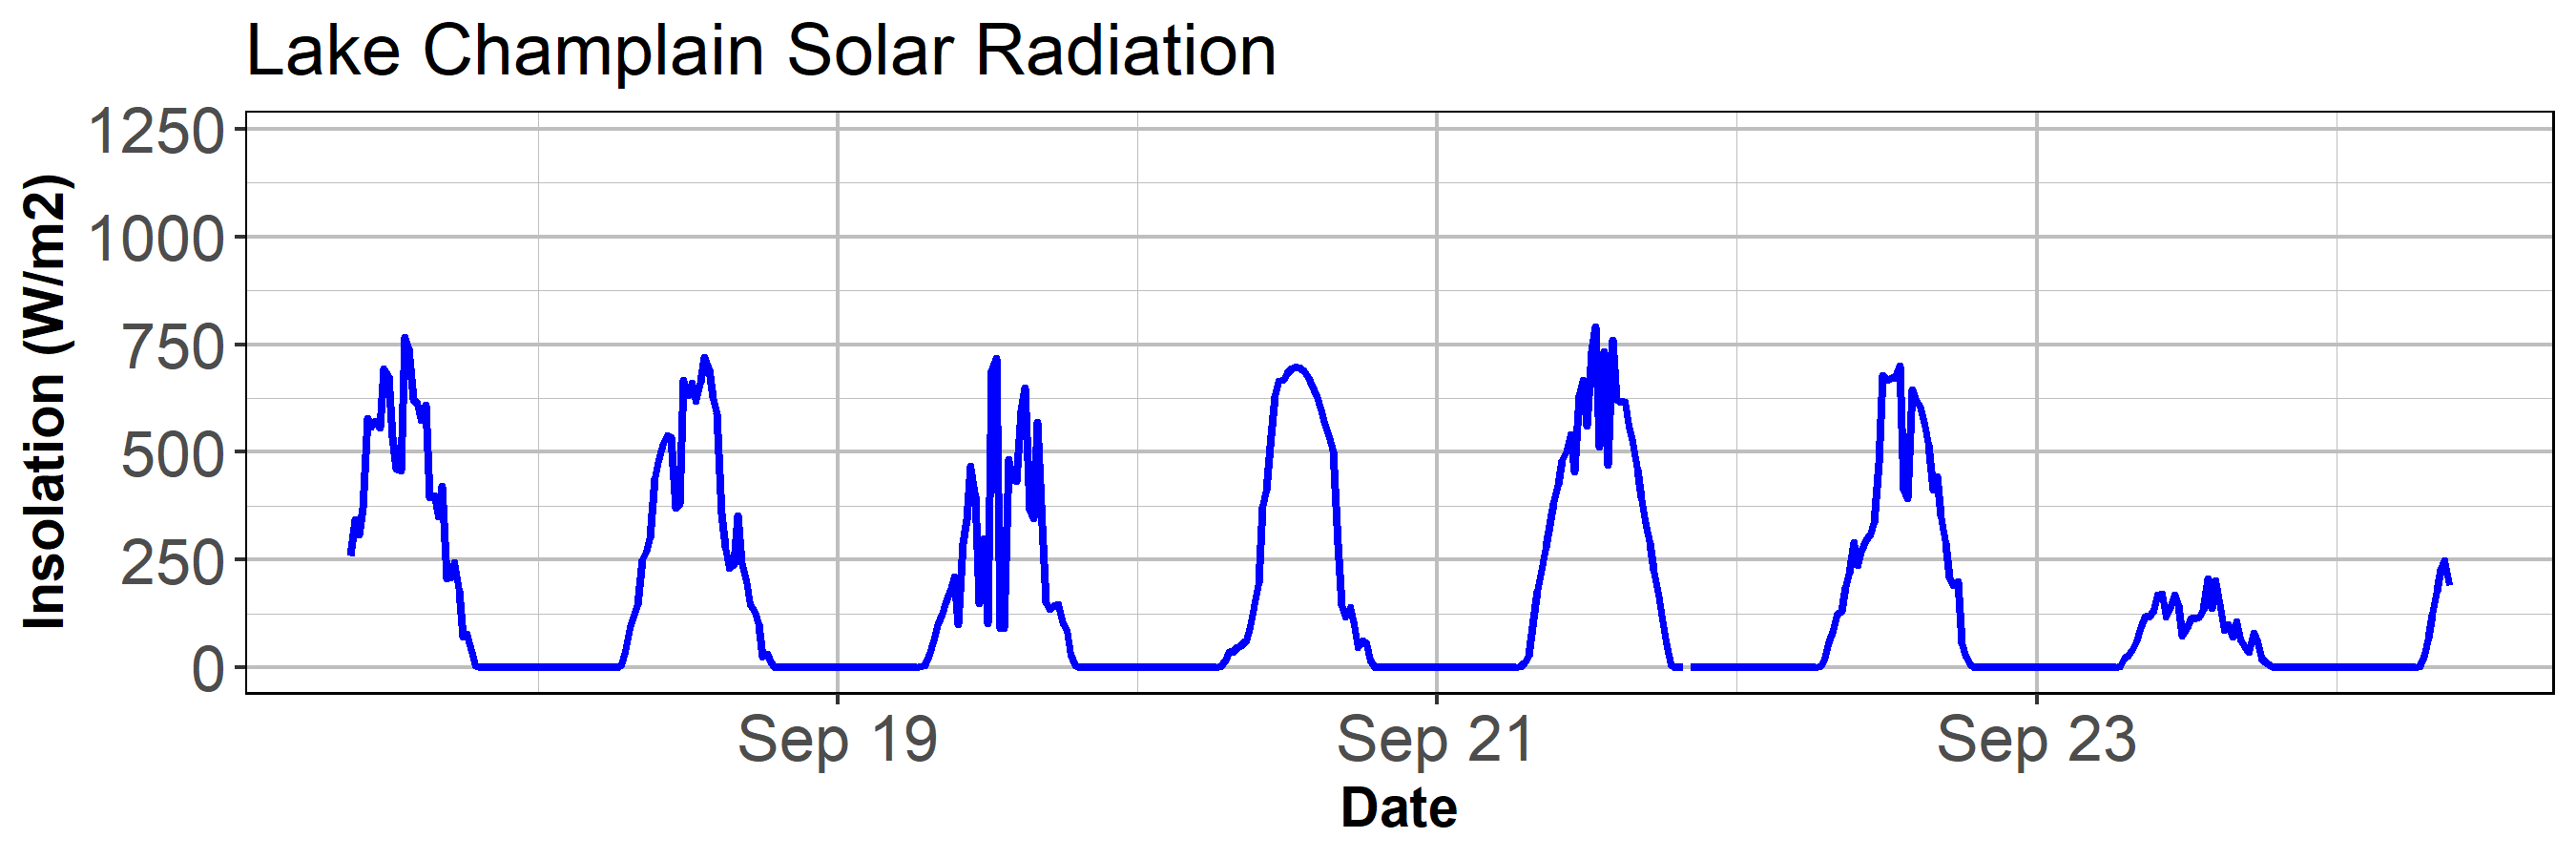 Lake Champlain Solar Radiation
Insolation (W/m2)
1250
1000
750
500
250
0
Sep 19
Sep 21
Sep 23
Date